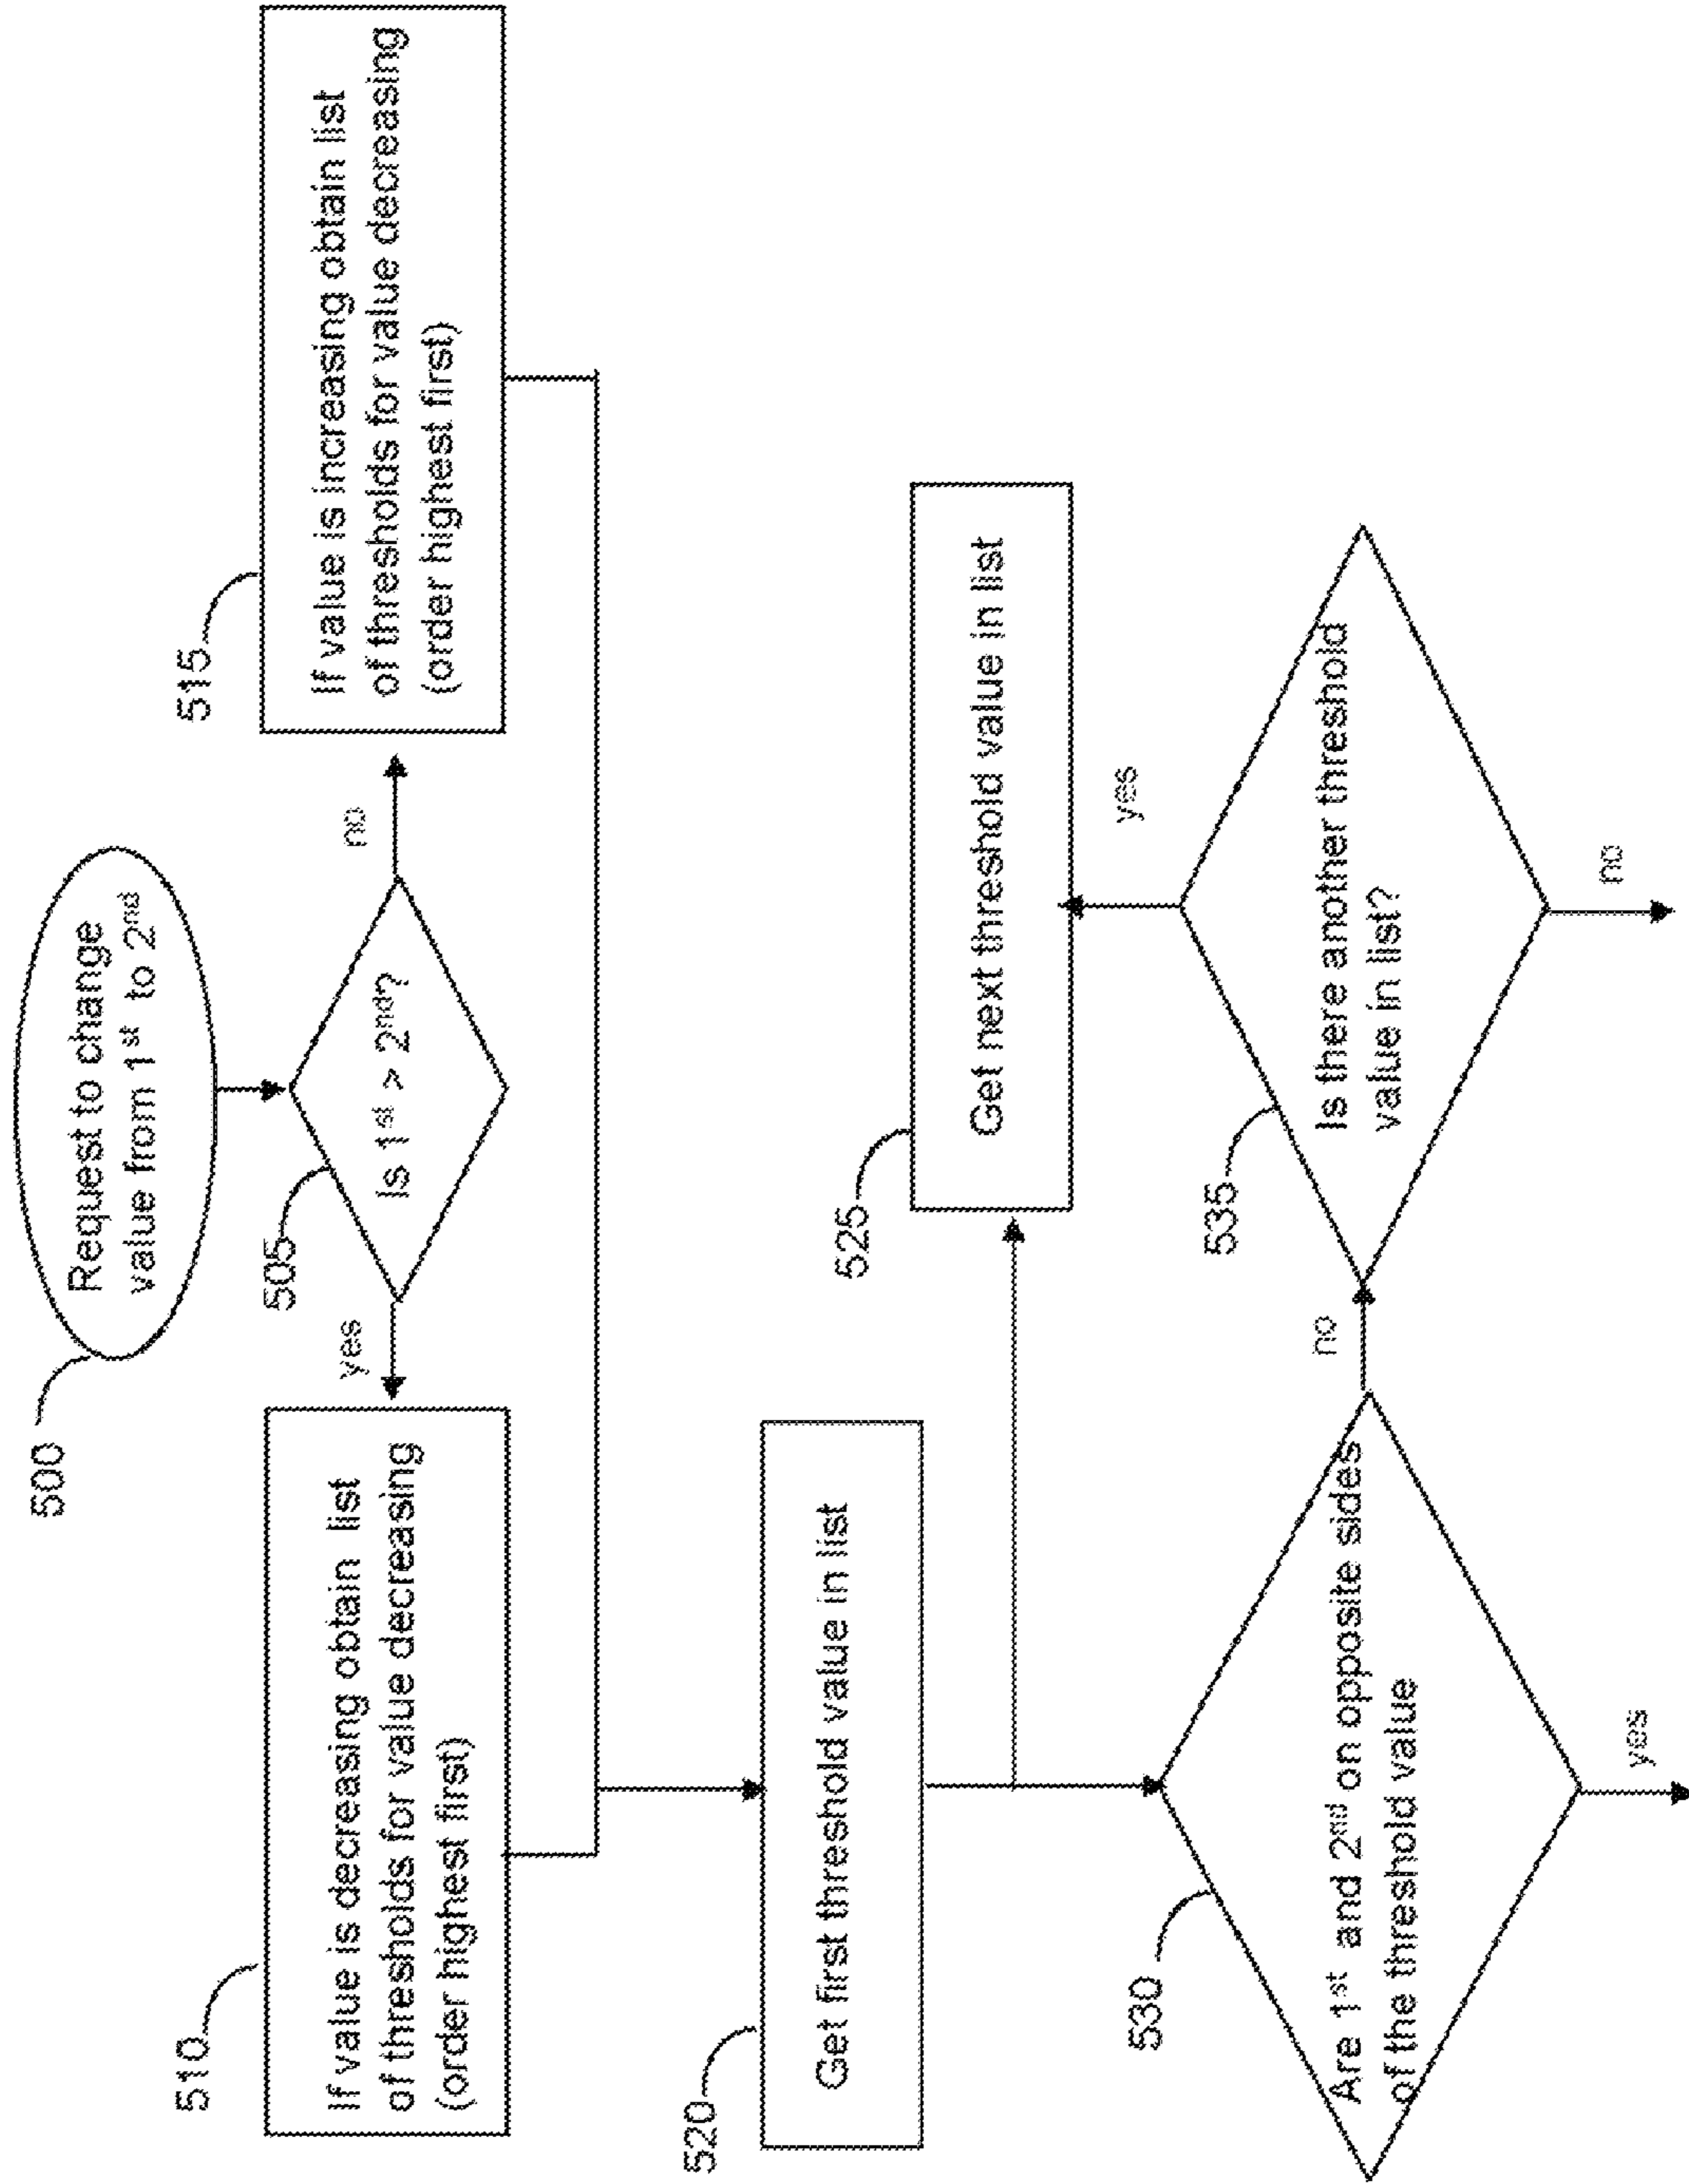 500
Request to change
value from 1st to 2nd
505
Is 1st > 2nd?
yes
no
510
If value is decreasing obtain list
of thresholds for value decreasing
(order highest first)
515
If value is increasing obtain list
of thresholds for value decreasing
(order highest first)
520
Get first threshold value in list
525
Get next threshold value in list
530
Are 1st and 2nd on opposite sides
of the threshold value
no
yes
535
Is there another threshold
value in list?
yes
no